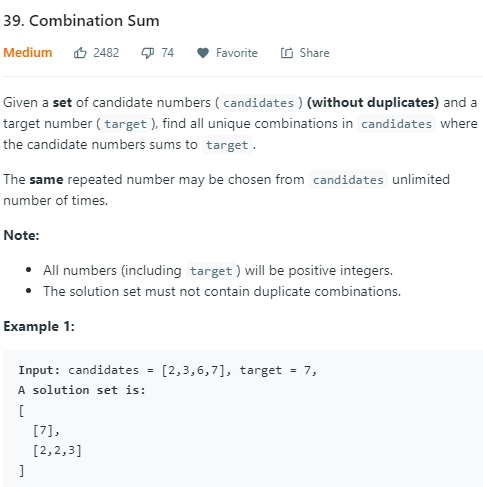 39. Combination Sum
Medium 2482 74 Favorite Share
Given a set of candidate numbers ( candidates ) (without duplicates) and a
target number ( target ), find all unique combinations in candidates where
the candidate numbers sums to target .
The same repeated number may be chosen from candidates unlimited
number of times.
Note:
• All numbers (including target ) will be positive integers.
• The solution set must not contain duplicate combinations.
Example 1:
Input: candidates = [2,3,6,7], target = 7,
A solution set is:
[
[7],
[2,2,3]
]